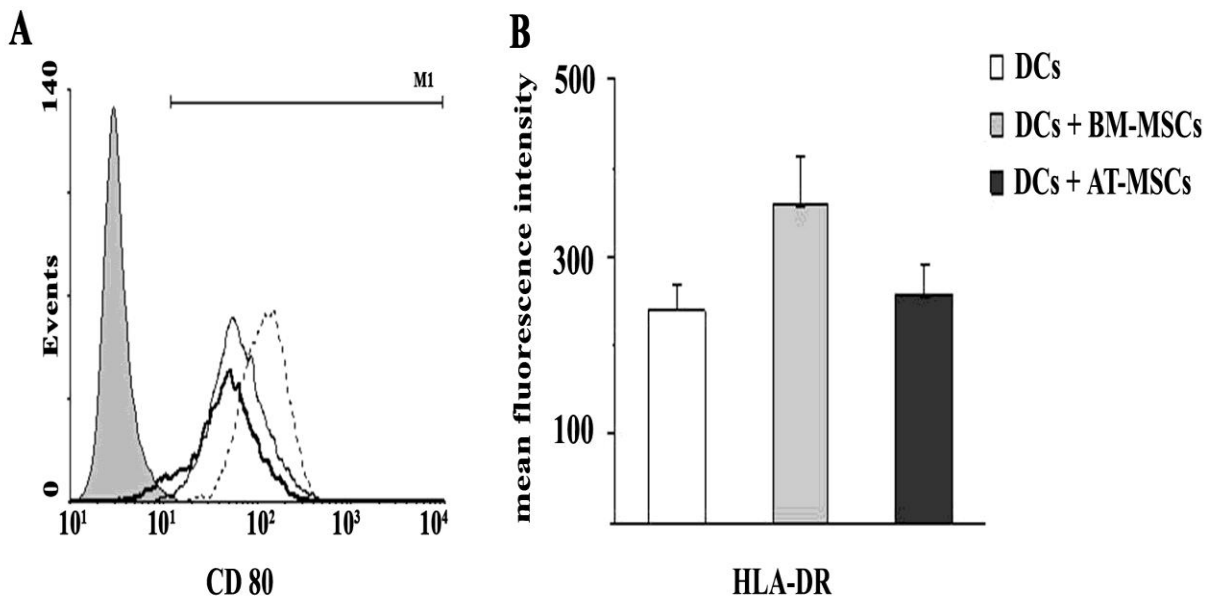 A
M1
140
Events
0
10¹ 10¹ 10² 10³ 10⁴
CD 80
B
mean fluorescence intensity
500
300
100
HLA-DR
DCs
DCs + BM-MSCs
DCs + AT-MSCs